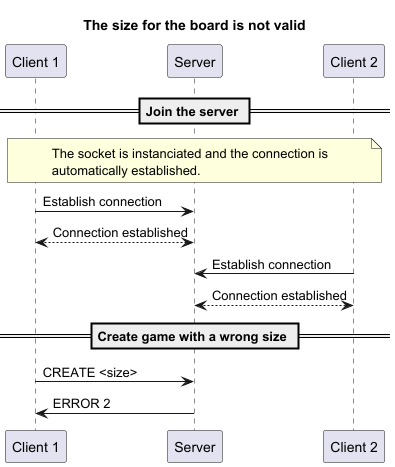 The size for the board is not valid
Client 1 Server Client 2
Join the server
The socket is instanciated and the connection is
automatically established.
Establish connection
Connection established
Establish connection
Connection established
Create game with a wrong size
CREATE <size>
ERROR 2
Client 1 Server Client 2